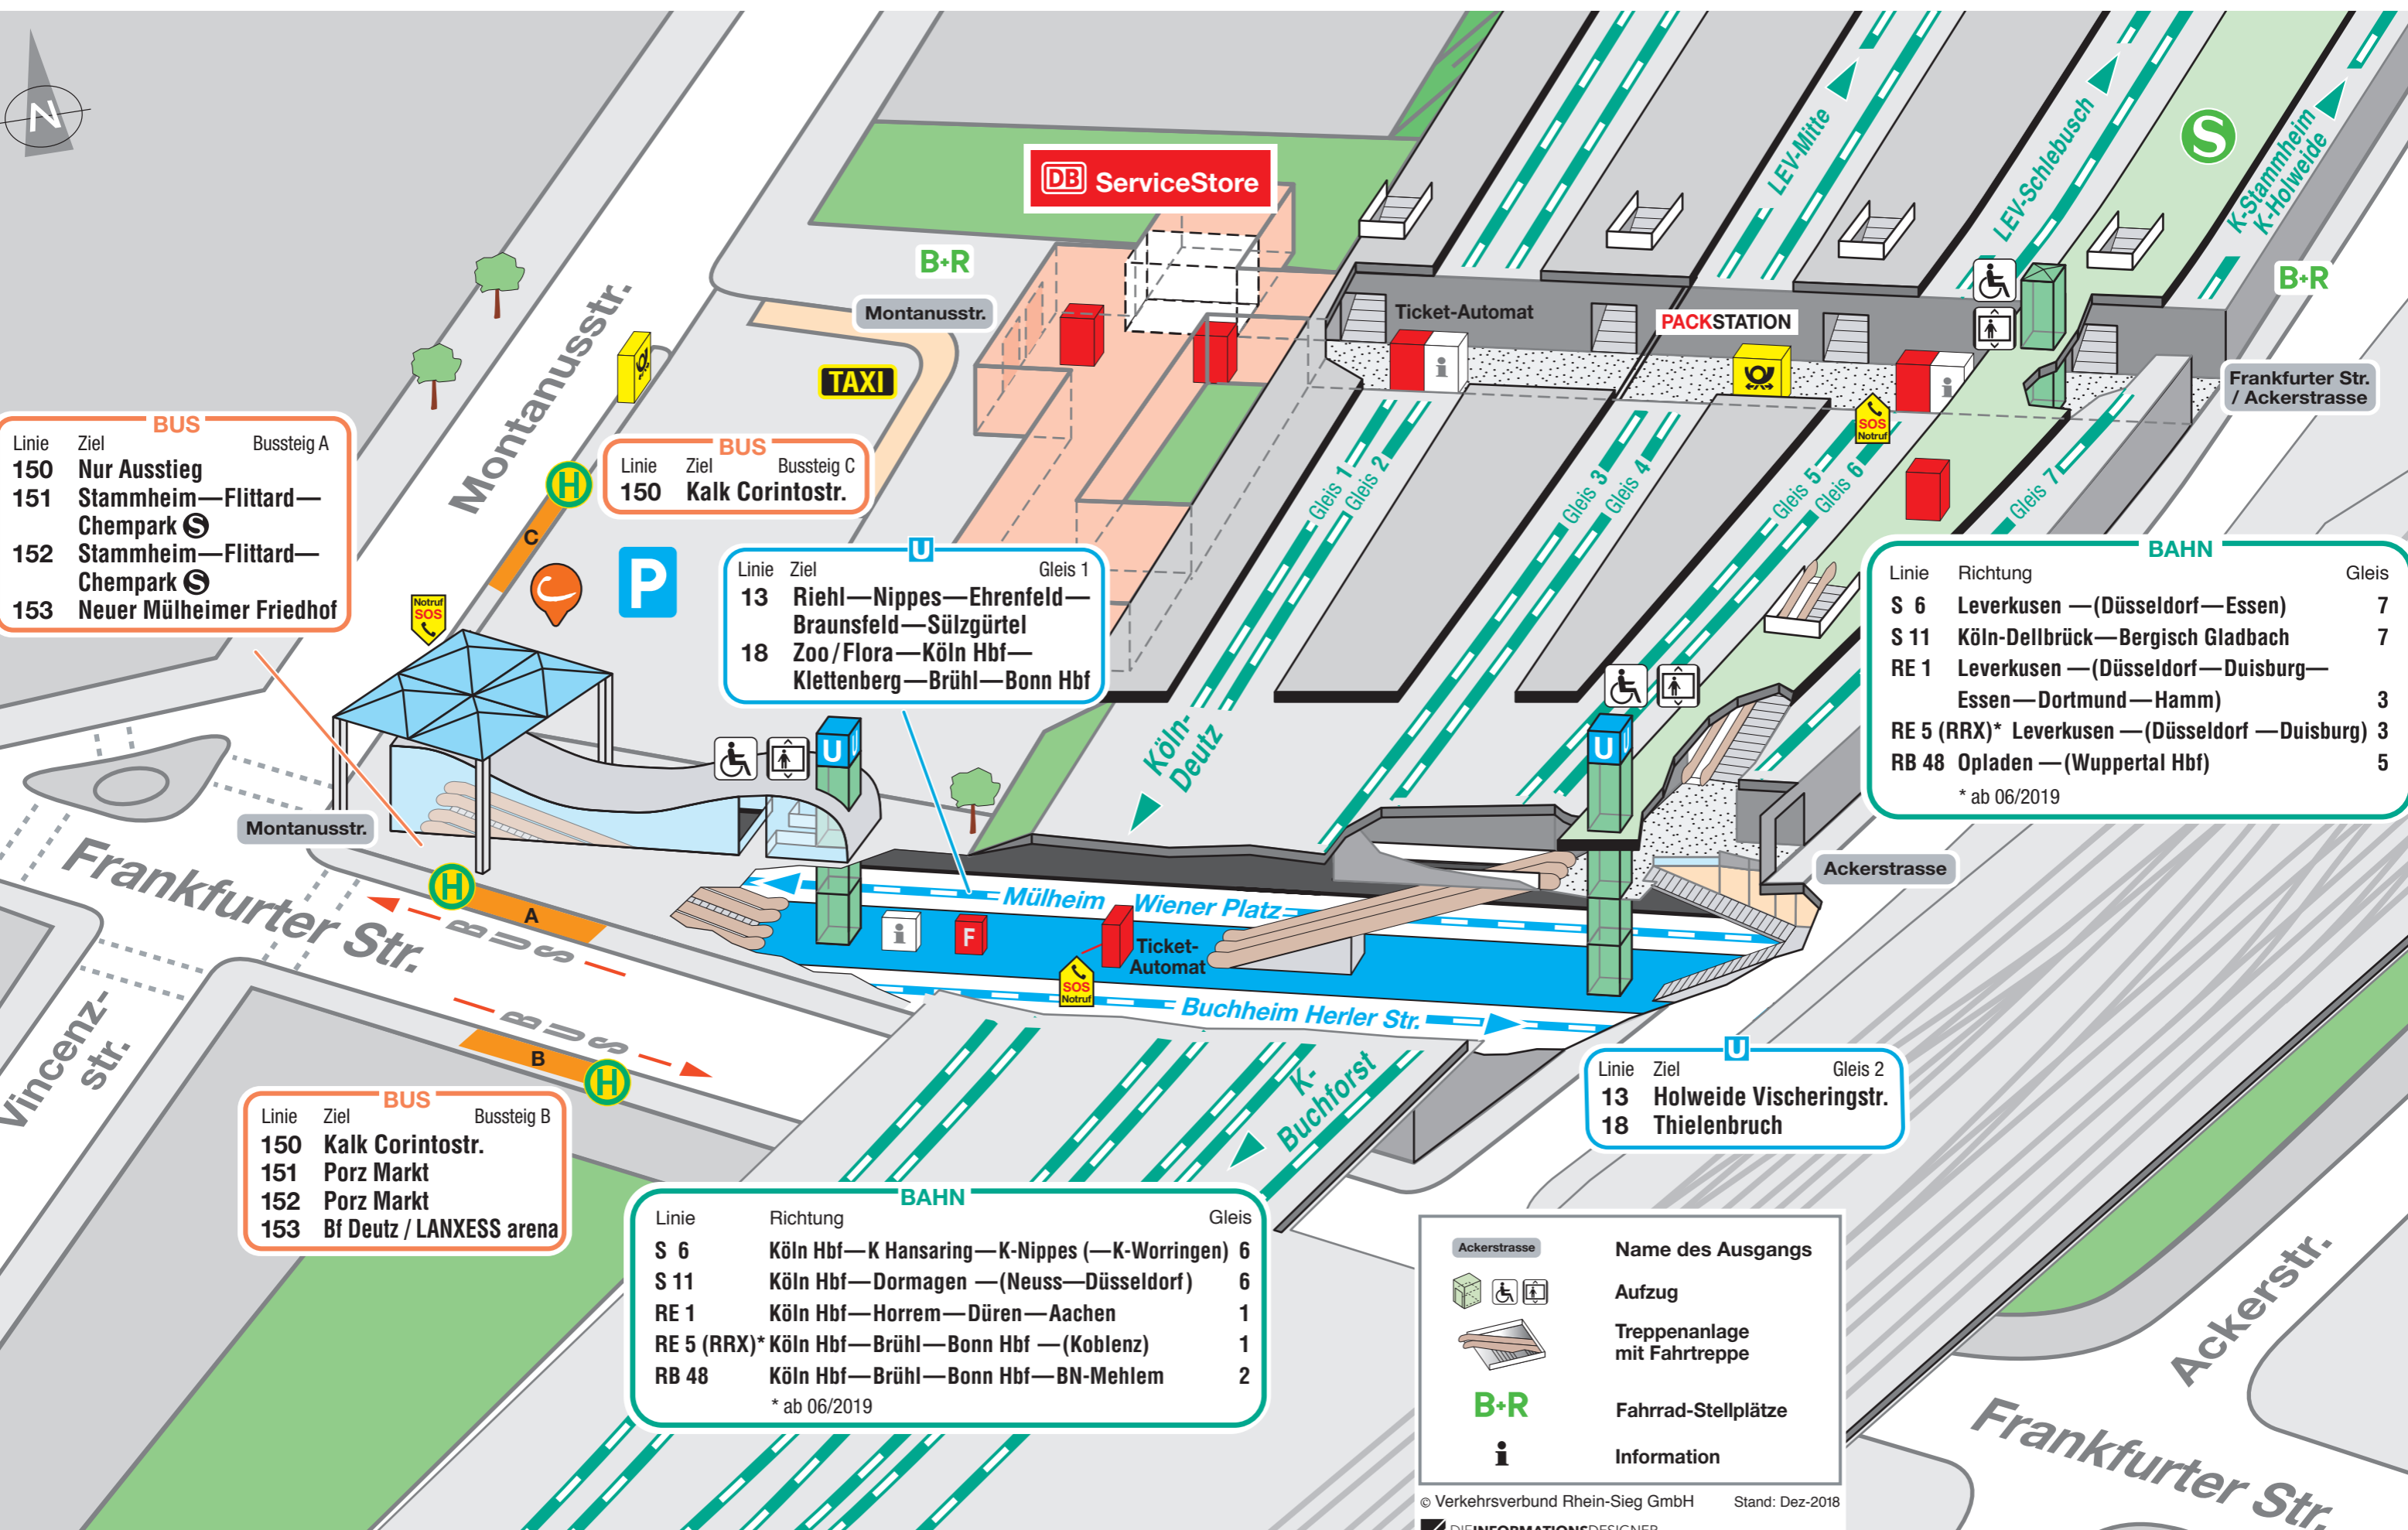 N
DB ServiceStore
B+R
Montanusstr.
TAXI
Montanusstr.
LEV-Mitte
LEV-Schlebusch
S
K-Stammheim
K-Holweide
B+R
Ticket-Automat
i
PACKSTATION
i
SOS
Notruf
Frankfurter Str.
/ Ackerstrasse
BUS
Linie Ziel Bussteig A
150 Nur Ausstieg
151 Stammheim—Flittard—
Chempark S
152 Stammheim—Flittard—
Chempark S
153 Neuer Mülheimer Friedhof
BUS
Linie Ziel Bussteig C
150 Kalk Corintostr.
H
C
P
Notruf
SOS
U
Linie Ziel Gleis 1
13 Riehl—Nippes—Ehrenfeld—
Braunsfeld—Sülzgürtel
18 Zoo/Flora—Köln Hbf—
Klettenberg—Brühl—Bonn Hbf
Gleis 1
Gleis 2
Gleis 3
Gleis 4
Gleis 5
Gleis 6
Gleis 7
BAHN
Linie Richtung Gleis
S 6 Leverkusen —(Düsseldorf—Essen) 7
S 11 Köln-Dellbrück—Bergisch Gladbach 7
RE 1 Leverkusen —(Düsseldorf—Duisburg—
Essen—Dortmund—Hamm) 3
RE 5 (RRX)* Leverkusen —(Düsseldorf —Duisburg) 3
RB 48 Opladen —(Wuppertal Hbf) 5
* ab 06/2019
Köln-
Deutz
U
U
Montanusstr.
Ackerstrasse
Frankfurter Str.
H
A
BUS
BUS
B
H
Vincenz-
str.
Mülheim Wiener Platz
i
F
Ticket-
Automat
SOS
Notruf
Buchheim Herler Str.
K-
Buchforst
U
Linie Ziel Gleis 2
13 Holweide Vischeringstr.
18 Thielenbruch
BUS
Linie Ziel Bussteig B
150 Kalk Corintostr.
151 Porz Markt
152 Porz Markt
153 Bf Deutz / LANXESS arena
BAHN
Linie Richtung Gleis
S 6 Köln Hbf—K Hansaring—K-Nippes (—K-Worringen) 6
S 11 Köln Hbf—Dormagen —(Neuss—Düsseldorf) 6
RE 1 Köln Hbf—Horrem—Düren—Aachen 1
RE 5 (RRX)* Köln Hbf—Brühl—Bonn Hbf —(Koblenz) 1
RB 48 Köln Hbf—Brühl—Bonn Hbf—BN-Mehlem 2
* ab 06/2019
Ackerstrasse Name des Ausgangs
Aufzug
Treppenanlage
mit Fahrtreppe
B+R Fahrrad-Stellplätze
i Information
© Verkehrsverbund Rhein-Sieg GmbH Stand: Dez-2018
DIEINFORMATIONSDESIGNER
Ackerstr.
Frankfurter Str.